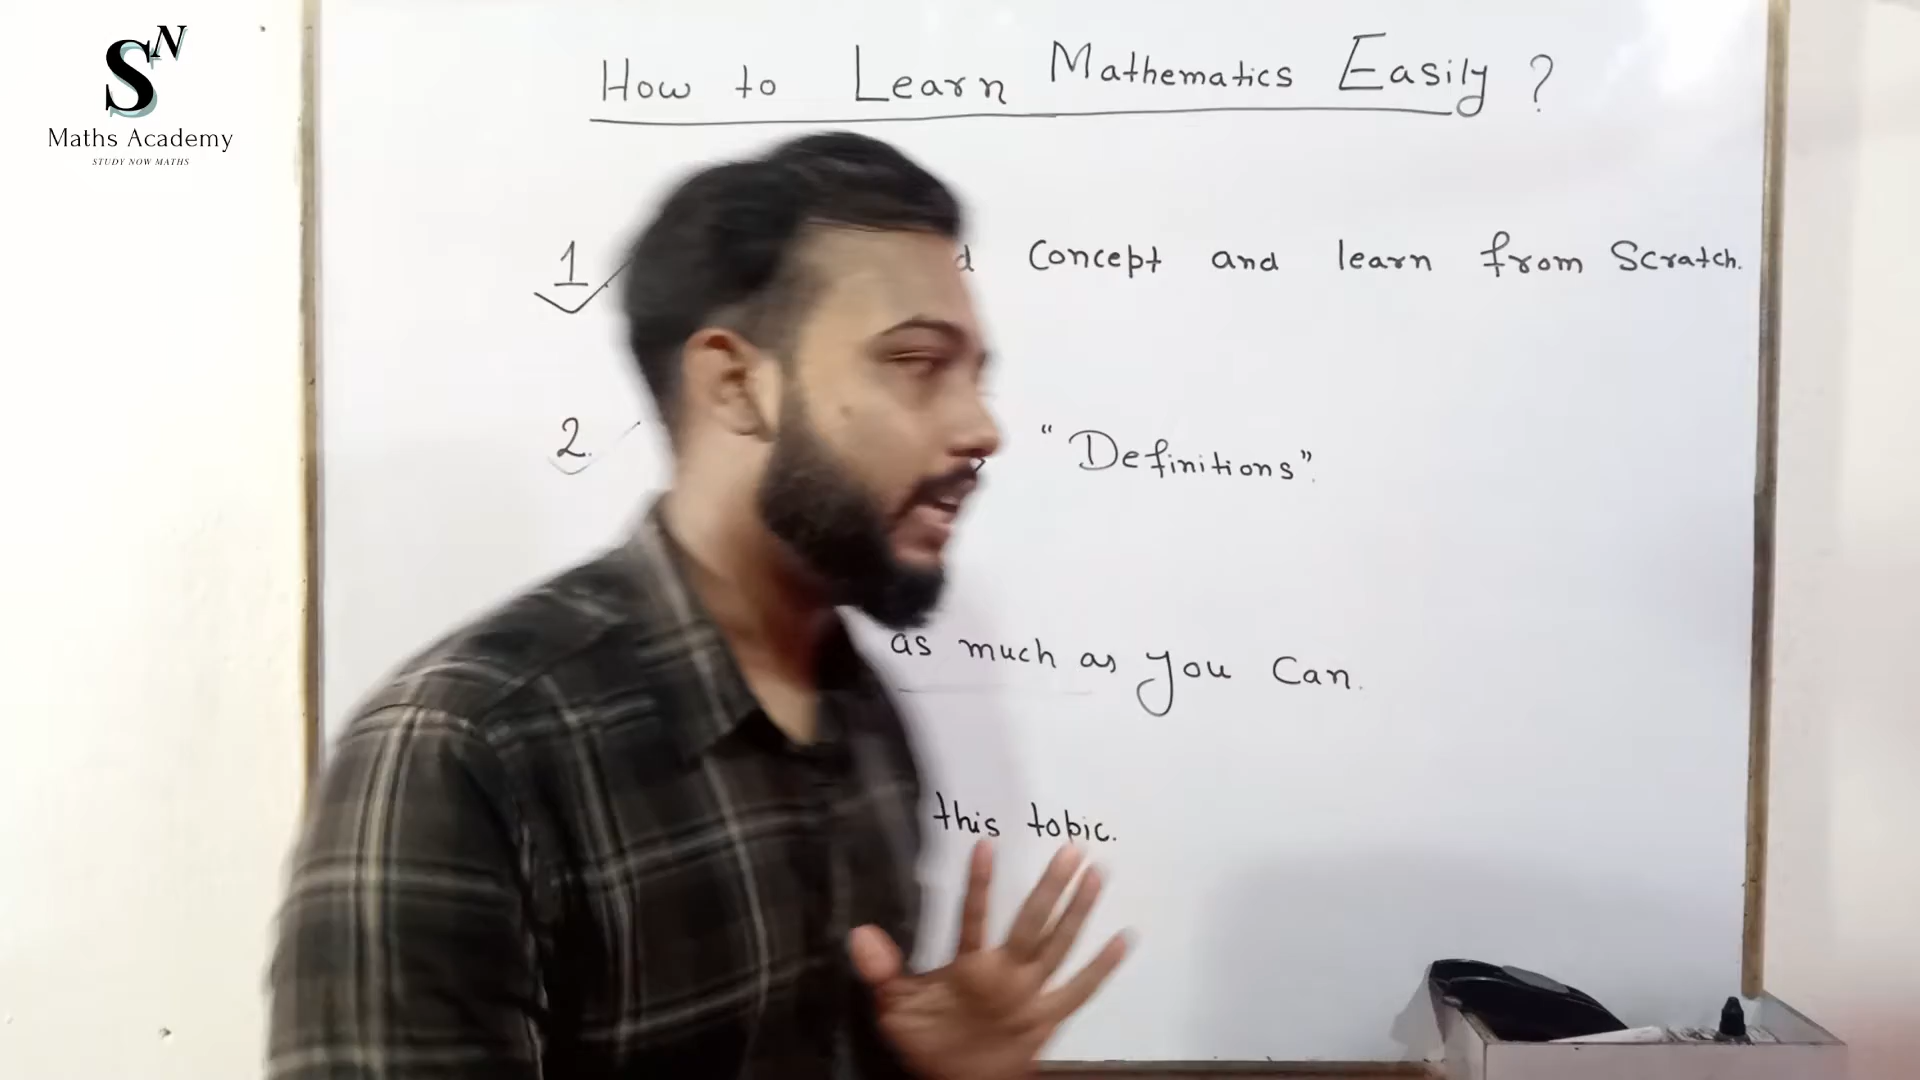 SN
Maths Academy
STUDY NOW MATHS
How to Learn Mathematics Easily ?
1 Concept and learn from Scratch.
2. "Definitions".
as much as you Can.
this topic.